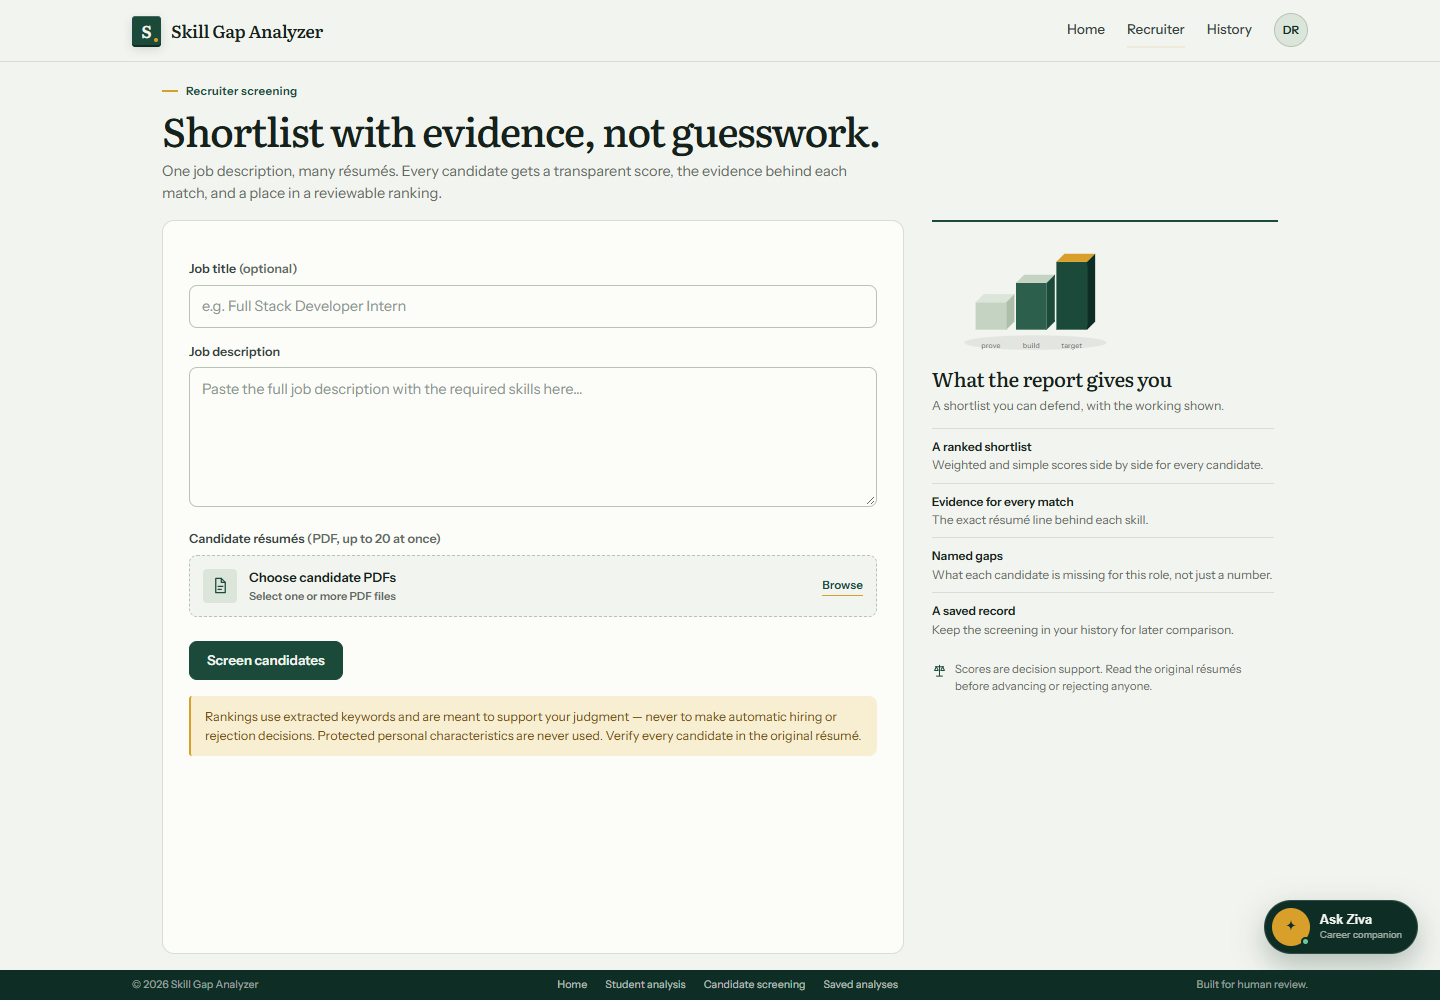 S.
Skill Gap Analyzer
Home
Recruiter
History
DR
Recruiter screening
Shortlist with evidence, not guesswork.
One job description, many résumés. Every candidate gets a transparent score, the evidence behind each
match, and a place in a reviewable ranking.
Job title (optional)
e.g. Full Stack Developer Intern
Job description
Paste the full job description with the required skills here...
Candidate résumés (PDF, up to 20 at once)
Choose candidate PDFs
Select one or more PDF files
Browse
Screen candidates
Rankings use extracted keywords and are meant to support your judgment — never to make automatic hiring or
rejection decisions. Protected personal characteristics are never used. Verify every candidate in the original résumé.
prove
build
target
What the report gives you
A shortlist you can defend, with the working shown.
A ranked shortlist
Weighted and simple scores side by side for every candidate.
Evidence for every match
The exact résumé line behind each skill.
Named gaps
What each candidate is missing for this role, not just a number.
A saved record
Keep the screening in your history for later comparison.
Scores are decision support. Read the original résumés
before advancing or rejecting anyone.
Ask Ziva
Career companion
© 2026 Skill Gap Analyzer
Home
Student analysis
Candidate screening
Saved analyses
Built for human review.